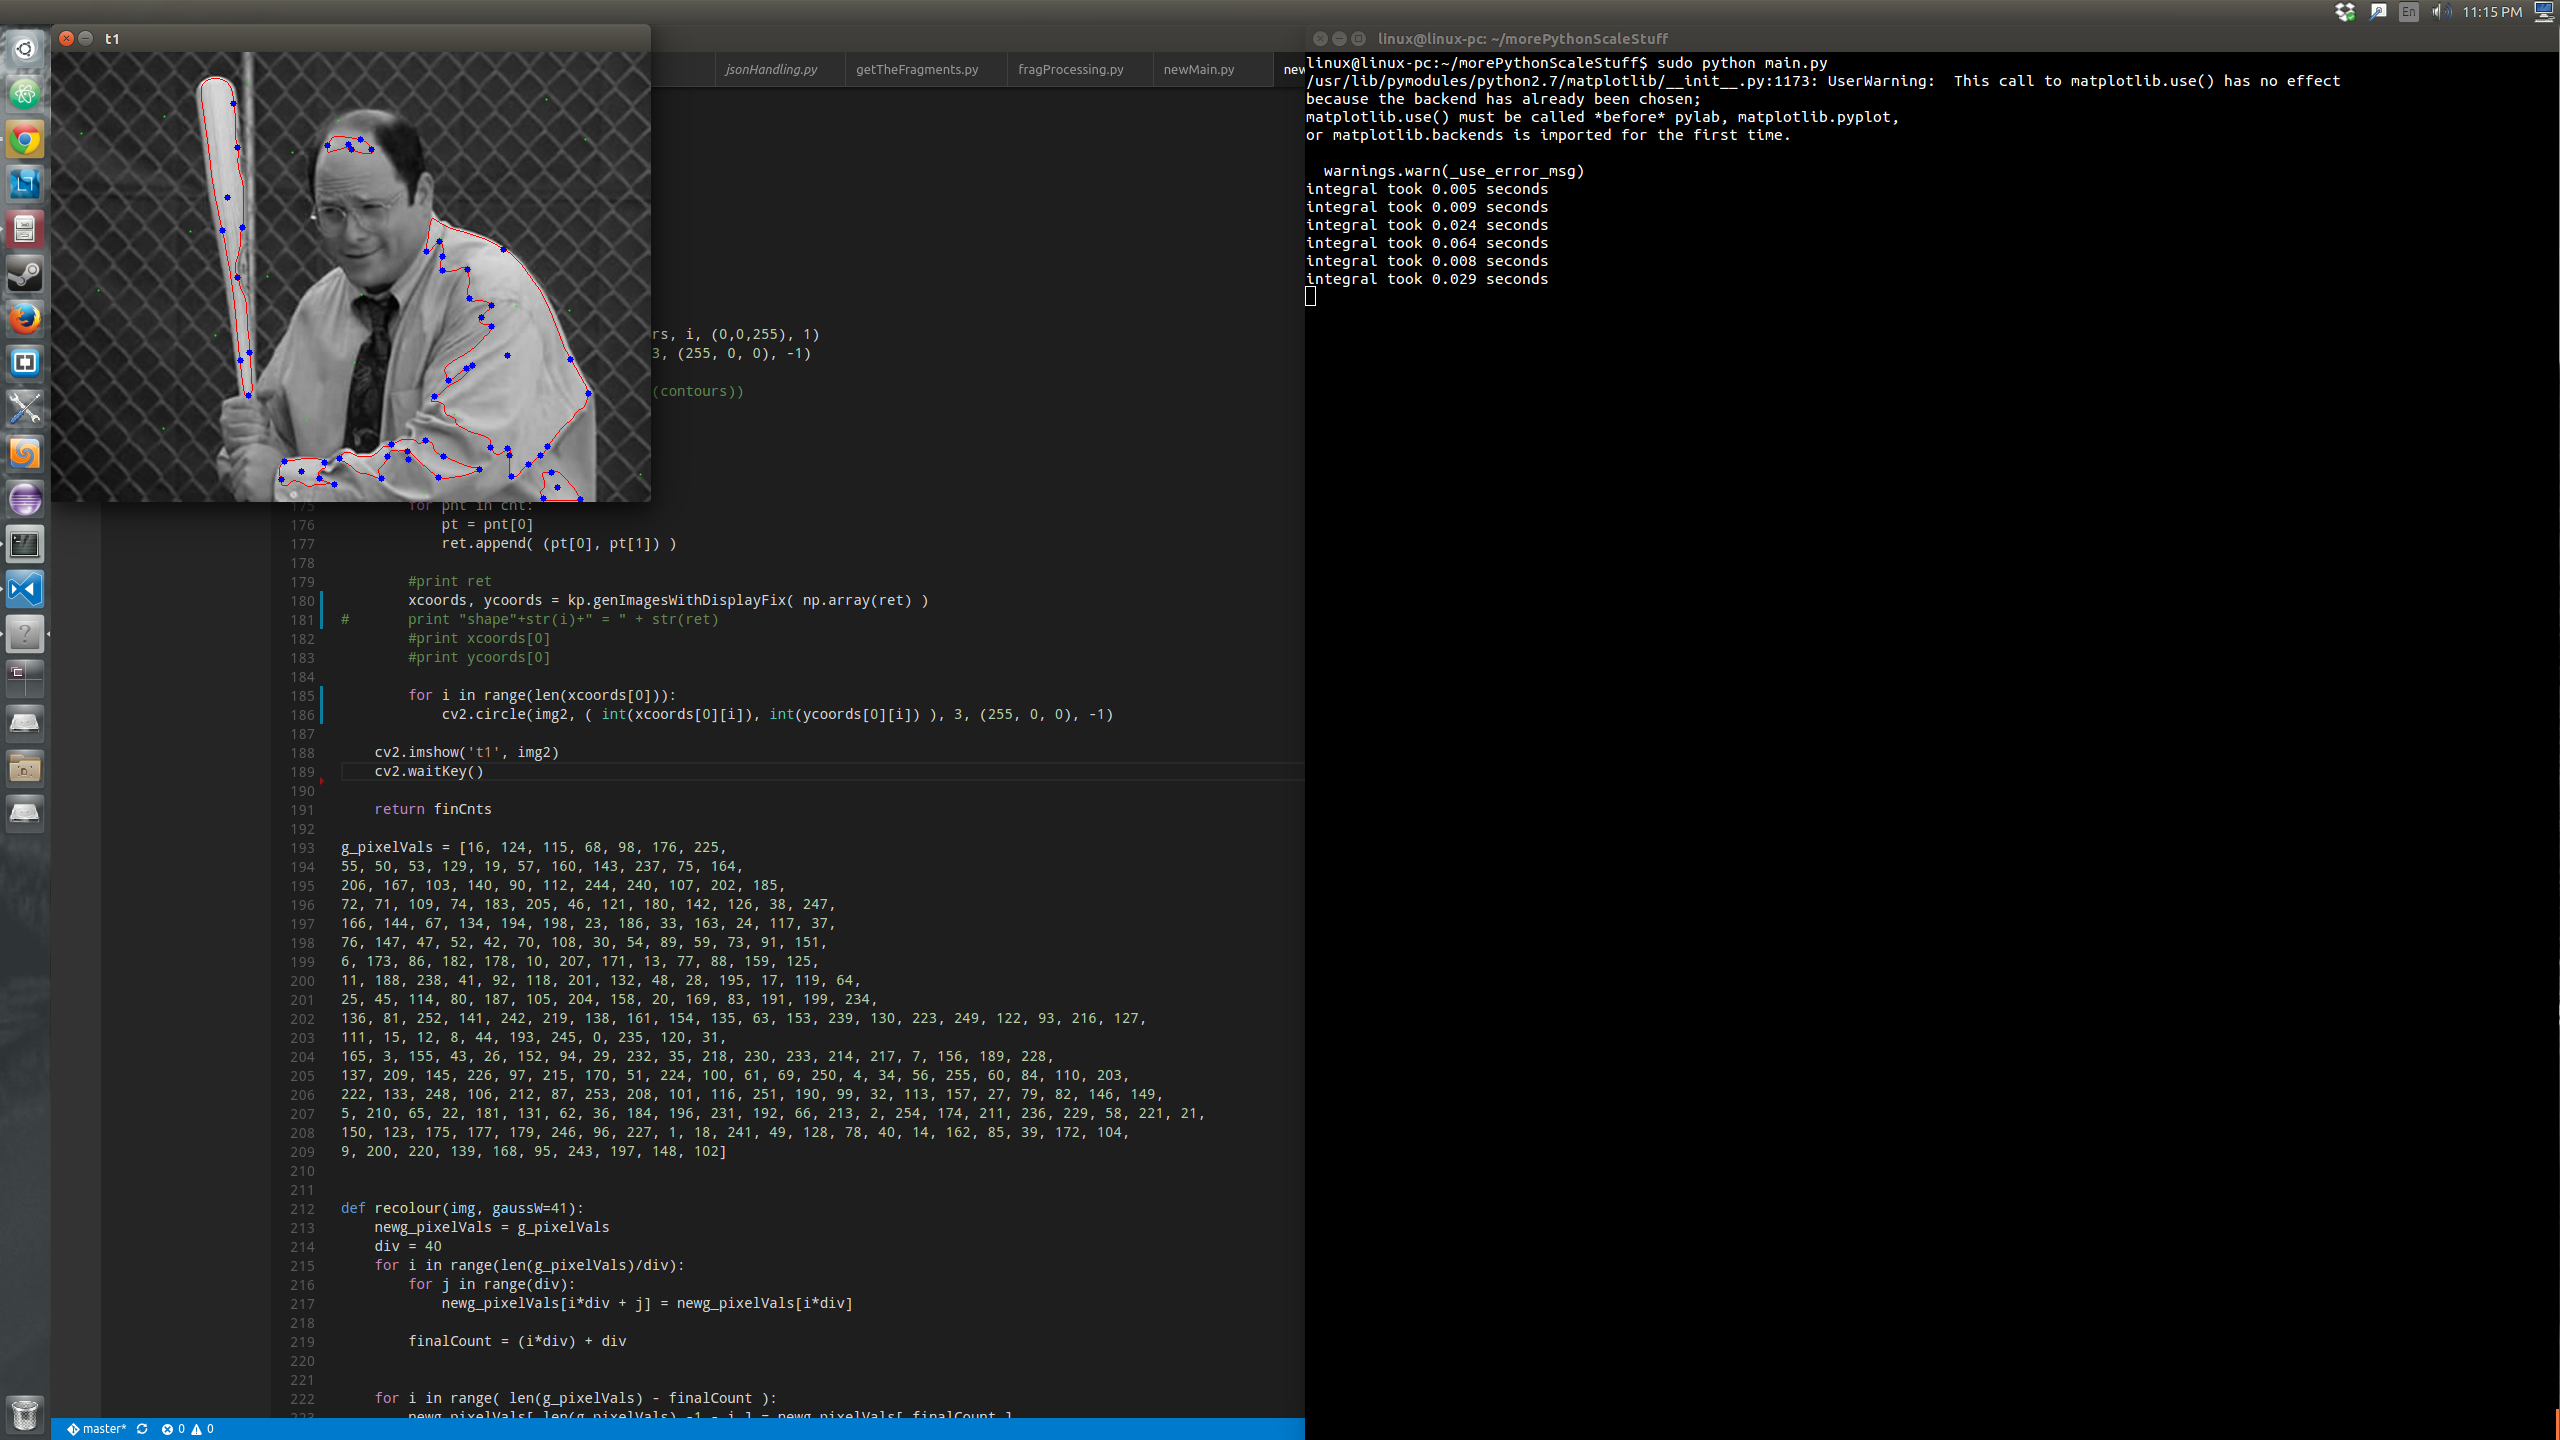 11:15 PM
En
t1
jsonHandling.py
getTheFragments.py
fragProcessing.py
newMain.py
new
rs, i, (0,0,255), 1)
3, (255, 0, 0), -1)
(contours))
175 for pnt in cnt:
176 pt = pnt[0]
177 ret.append( (pt[0], pt[1]) )
178
179 #print ret
180 xcoords, ycoords = kp.genImagesWithDisplayFix( np.array(ret) )
181 # print "shape"+str(i)+" = " + str(ret)
182 #print xcoords[0]
183 #print ycoords[0]
184
185 for i in range(len(xcoords[0])):
186 cv2.circle(img2, ( int(xcoords[0][i]), int(ycoords[0][i]) ), 3, (255, 0, 0), -1)
187
188 cv2.imshow('t1', img2)
189 cv2.waitKey()
190
191 return finCnts
192
193 g_pixelVals = [16, 124, 115, 68, 98, 176, 225,
194 55, 50, 53, 129, 19, 57, 160, 143, 237, 75, 164,
195 206, 167, 103, 140, 90, 112, 244, 240, 107, 202, 185,
196 72, 71, 109, 74, 183, 205, 46, 121, 180, 142, 126, 38, 247,
197 166, 144, 67, 134, 194, 198, 23, 186, 33, 163, 24, 117, 37,
198 76, 147, 47, 52, 42, 70, 108, 30, 54, 89, 59, 73, 91, 151,
199 6, 173, 86, 182, 178, 10, 207, 171, 13, 77, 88, 159, 125,
200 11, 188, 238, 41, 92, 118, 201, 132, 48, 28, 195, 17, 119, 64,
201 25, 45, 114, 80, 187, 105, 204, 158, 20, 169, 83, 191, 199, 234,
202 136, 81, 252, 141, 242, 219, 138, 161, 154, 135, 63, 153, 239, 130, 223, 249, 122, 93, 216, 127,
203 111, 15, 12, 8, 44, 193, 245, 0, 235, 120, 31,
204 165, 3, 155, 43, 26, 152, 94, 29, 232, 35, 218, 230, 233, 214, 217, 7, 156, 189, 228,
205 137, 209, 145, 226, 97, 215, 170, 51, 224, 100, 61, 69, 250, 4, 34, 56, 255, 60, 84, 110, 203,
206 222, 133, 248, 106, 212, 87, 253, 208, 101, 116, 251, 190, 99, 32, 113, 157, 27, 79, 82, 146, 149,
207 5, 210, 65, 22, 181, 131, 62, 36, 184, 196, 231, 192, 66, 213, 2, 254, 174, 211, 236, 229, 58, 221, 21,
208 150, 123, 175, 177, 179, 246, 96, 227, 1, 18, 241, 49, 128, 78, 40, 14, 162, 85, 39, 172, 104,
209 9, 200, 220, 139, 168, 95, 243, 197, 148, 102]
210
211
212 def recolour(img, gaussW=41):
213 newg_pixelVals = g_pixelVals
214 div = 40
215 for i in range(len(g_pixelVals)/div):
216 for j in range(div):
217 newg_pixelVals[i*div + j] = newg_pixelVals[i*div]
218
219 finalCount = (i*div) + div
220
221
222 for i in range( len(g_pixelVals) - finalCount ):
223 newg_pixelVals[ len(g_pixelVals) -1 - i ] = newg_pixelVals[ finalCount ]
master* 0 0
linux@linux-pc: ~/morePythonScaleStuff
linux@linux-pc:~/morePythonScaleStuff$ sudo python main.py
/usr/lib/pymodules/python2.7/matplotlib/__init__.py:1173: UserWarning:  This call to matplotlib.use() has no effect
because the backend has already been chosen;
matplotlib.use() must be called *before* pylab, matplotlib.pyplot,
or matplotlib.backends is imported for the first time.
warnings.warn(_use_error_msg)
integral took 0.005 seconds
integral took 0.009 seconds
integral took 0.024 seconds
integral took 0.064 seconds
integral took 0.008 seconds
integral took 0.029 seconds